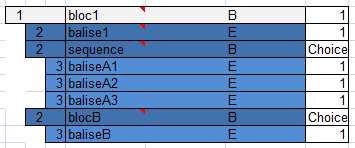 1 bloc1 B 1
2 balise1 E 1
2 sequence B Choice
3 baliseA1 E 1
3 baliseA2 E 1
3 baliseA3 E 1
2 blocB B Choice
3 baliseB E 1